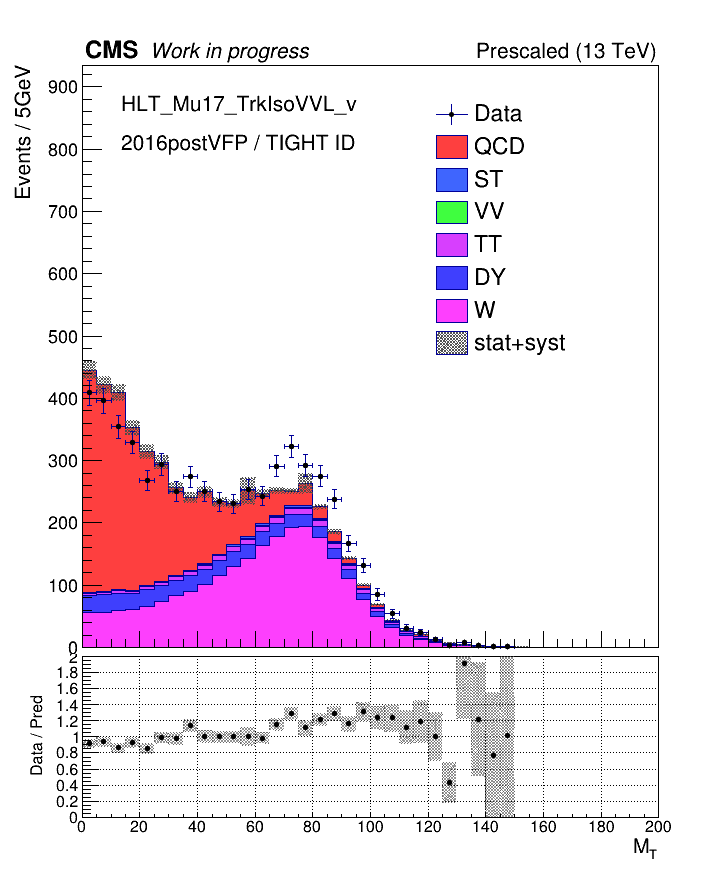 CMS Work in progress Prescaled (13 TeV)
Events / 5GeV
900
800
700
600
500
400
300
200
100
0
HLT_Mu17_TrkIsoVVL_v
2016postVFP / TIGHT ID
Data
QCD
ST
VV
TT
DY
W
stat+syst
Data / Pred
2
1.8
1.6
1.4
1.2
1
0.8
0.6
0.4
0.2
0
0 20 40 60 80 100 120 140 160 180 200
M_T